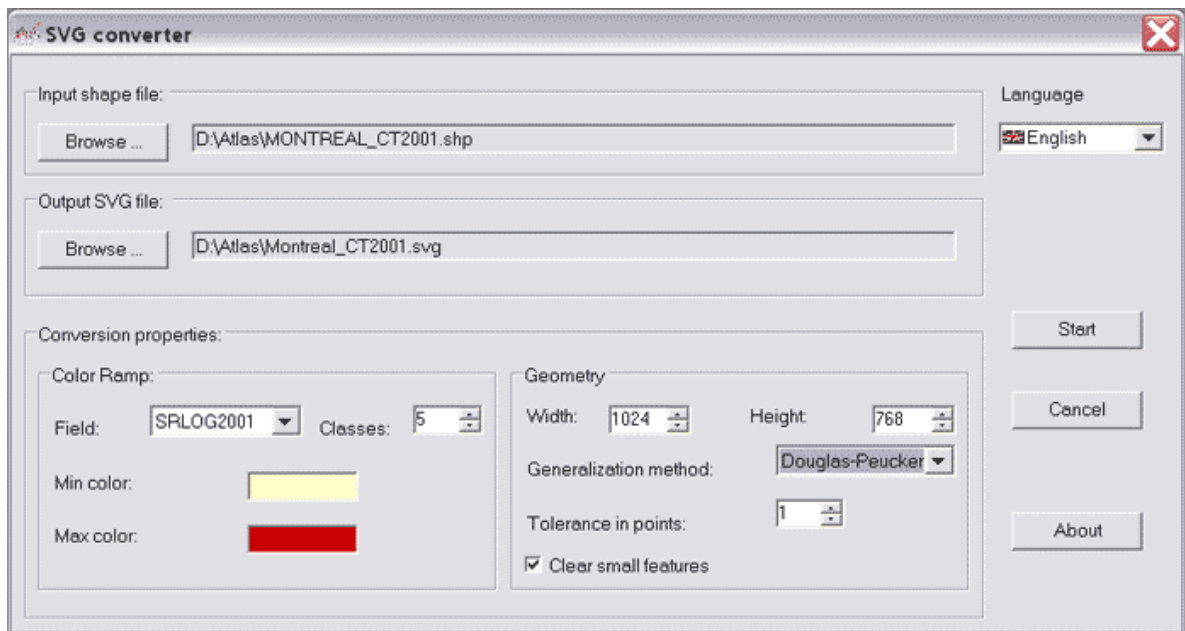 SVG converter
Input shape file:
Language
Browse ... D:\Atlas\MONTREAL_CT2001.shp
English
Output SVG file:
Browse ... D:\Atlas\Montreal_CT2001.svg
Start
Conversion properties:
Color Ramp:
Geometry
Field: SRLOG2001 Classes: 5
Width: 1024 Height: 768
Cancel
Min color:
Generalization method: Douglas-Peucker
Max color:
Tolerance in points: 1
About
Clear small features